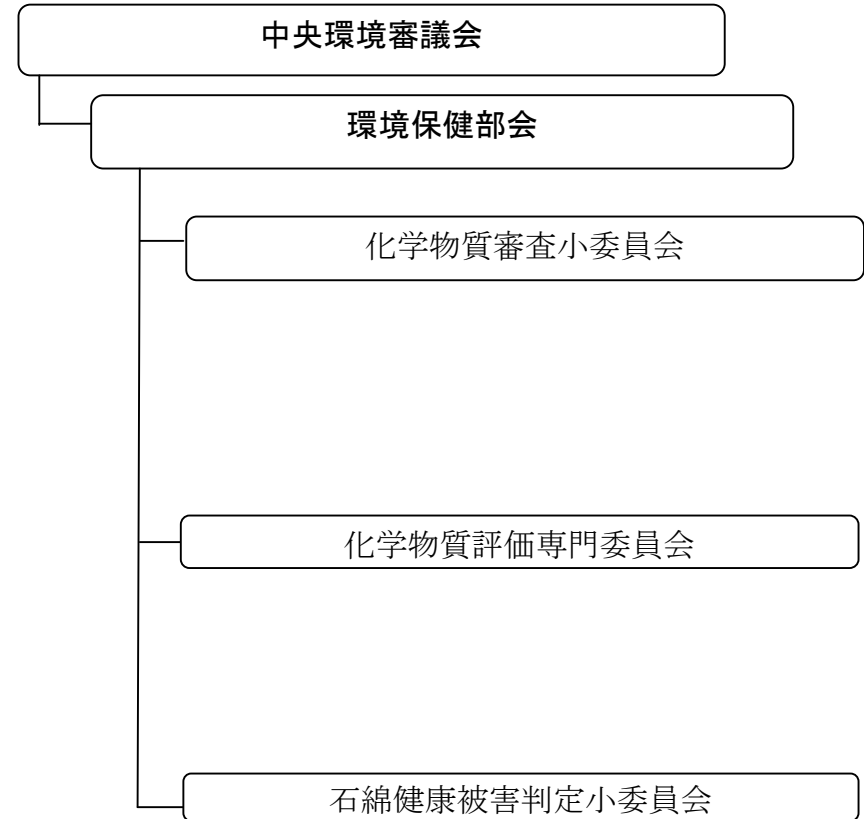 中央環境審議会
環境保健部会
化学物質審査小委員会
化学物質評価専門委員会
石綿健康被害判定小委員会